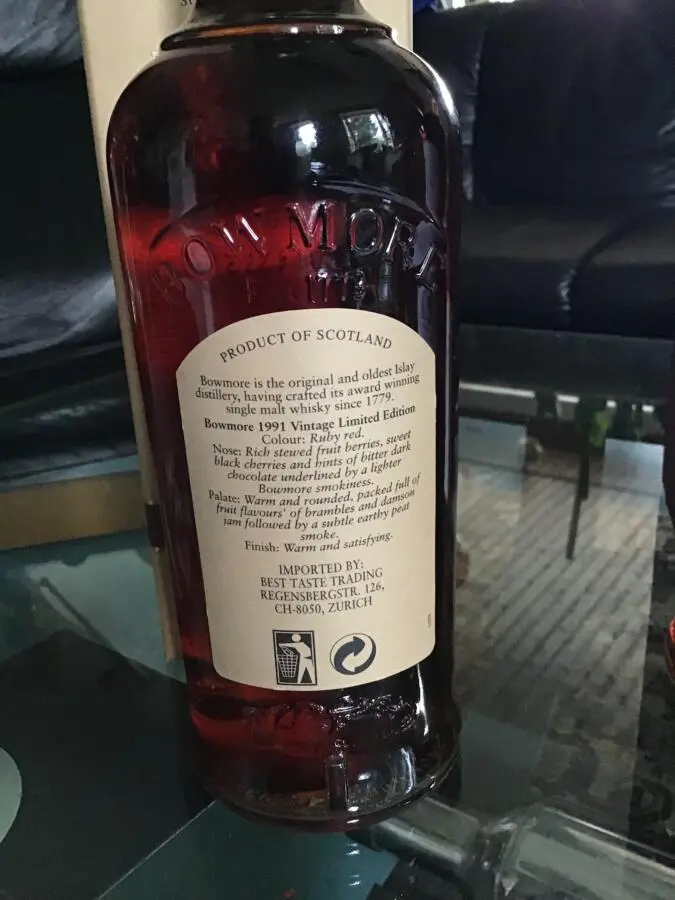 BOWMORE
1779
PRODUCT OF SCOTLAND
Bowmore is the original and oldest Islay
distillery, having crafted its award winning
single malt whisky since 1779.
Bowmore 1991 Vintage Limited Edition
Colour: Ruby red.
Nose: Rich stewed fruit berries, sweet
black cherries and hints of bitter dark
chocolate underlined by a lighter
Bowmore smokiness.
Palate: Warm and rounded, packed full of
fruit flavours' of brambles and damson
jam followed by a subtle earthy peat
smoke.
Finish: Warm and satisfying.
IMPORTED BY:
BEST TASTE TRADING
REGENSBERGSTR. 126,
CH-8050, ZURICH